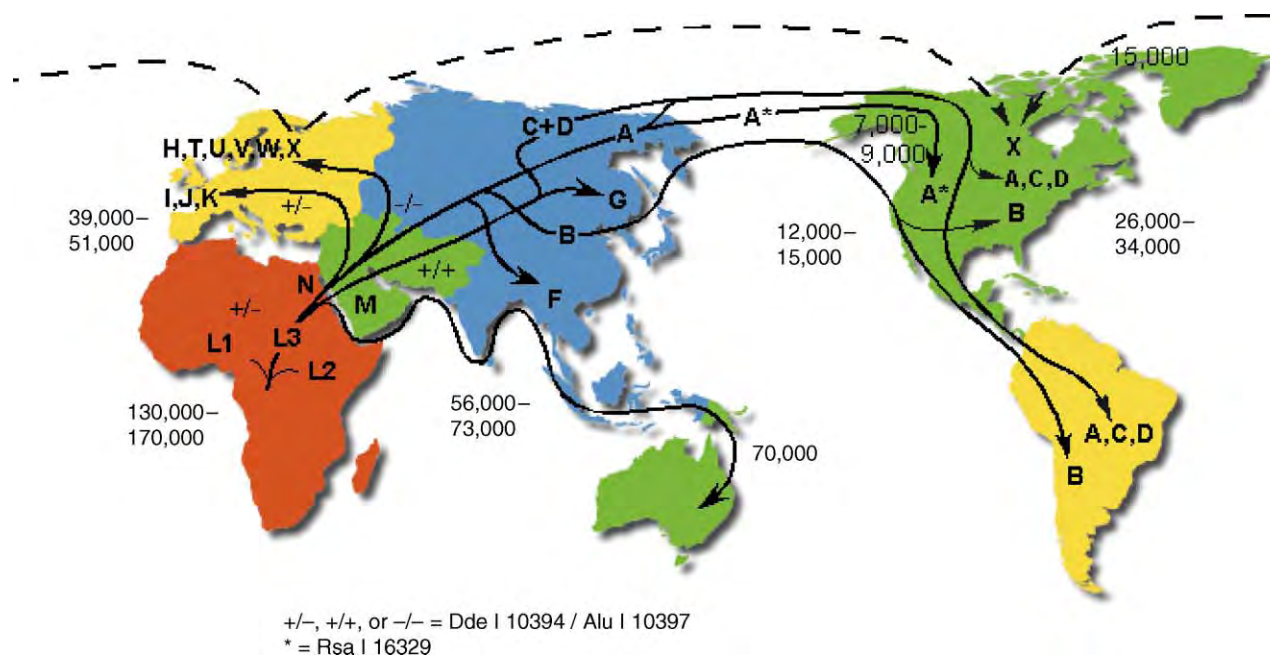 15,000
C+D
A
A*
7,000-
9,000
H,T,U,V,W,X
X
I,J,K
+/-
-/-
G
A*
A,C,D
B
39,000–
51,000
B
12,000–
15,000
26,000–
34,000
N
+/+
M
F
+/-
L3
L1
L2
130,000–
170,000
56,000–
73,000
70,000
A,C,D
B
+/–, +/+, or –/– = Dde I 10394 / Alu I 10397
* = Rsa I 16329